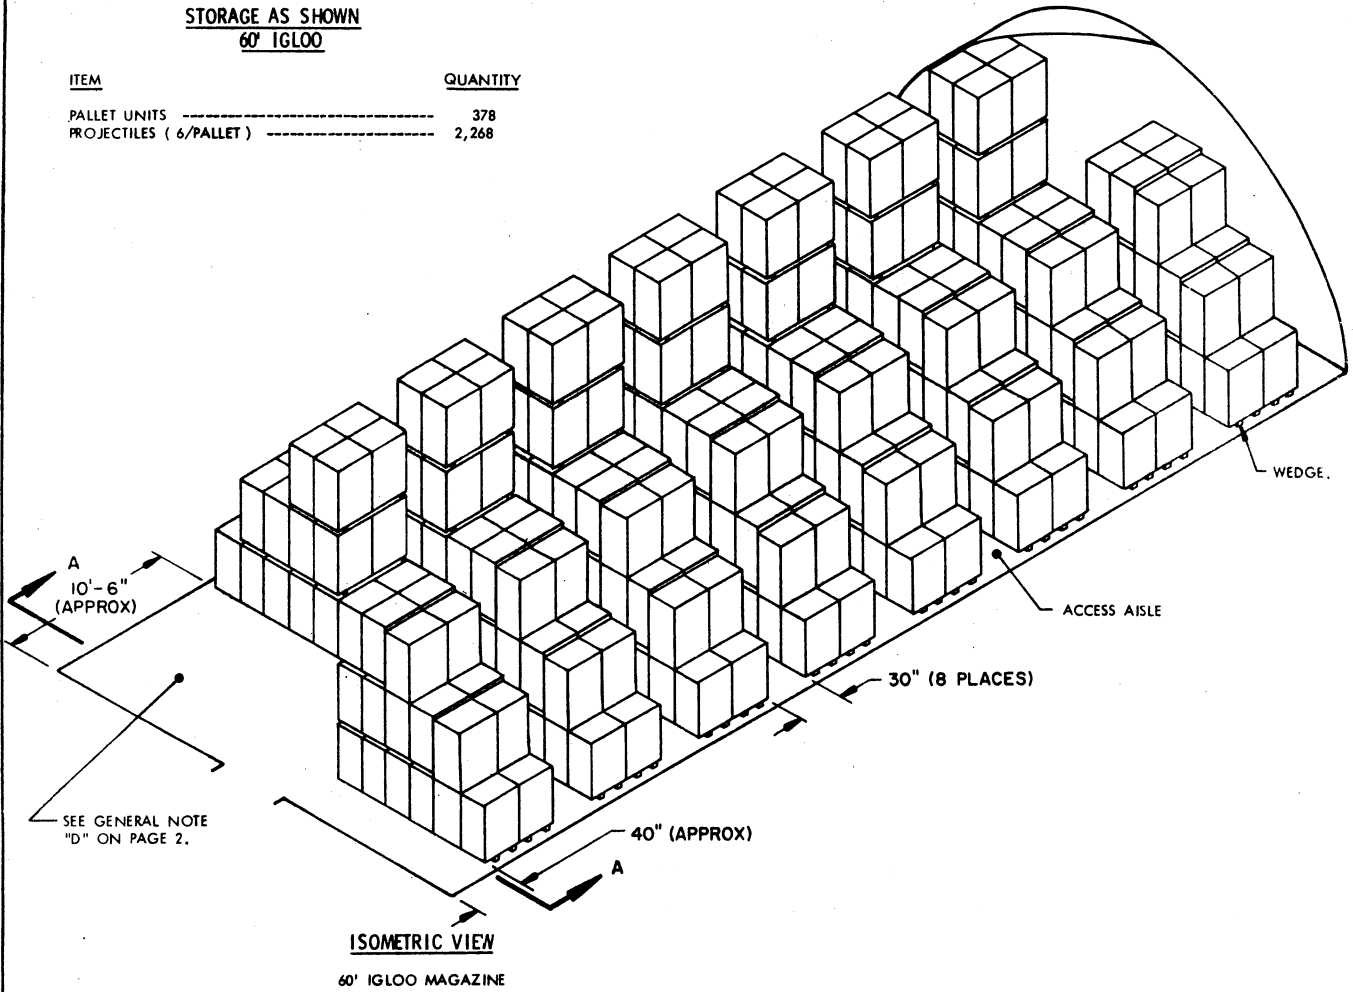 STORAGE AS SHOWN
60' IGLOO
ITEM QUANTITY
PALLET UNITS ------------------------------ 378
PROJECTILES ( 6/PALLET ) -------------------- 2,268
WEDGE.
A
10'-6"
(APPROX)
ACCESS AISLE
30" (8 PLACES)
SEE GENERAL NOTE
"D" ON PAGE 2.
40" (APPROX)
A
ISOMETRIC VIEW
60' IGLOO MAGAZINE